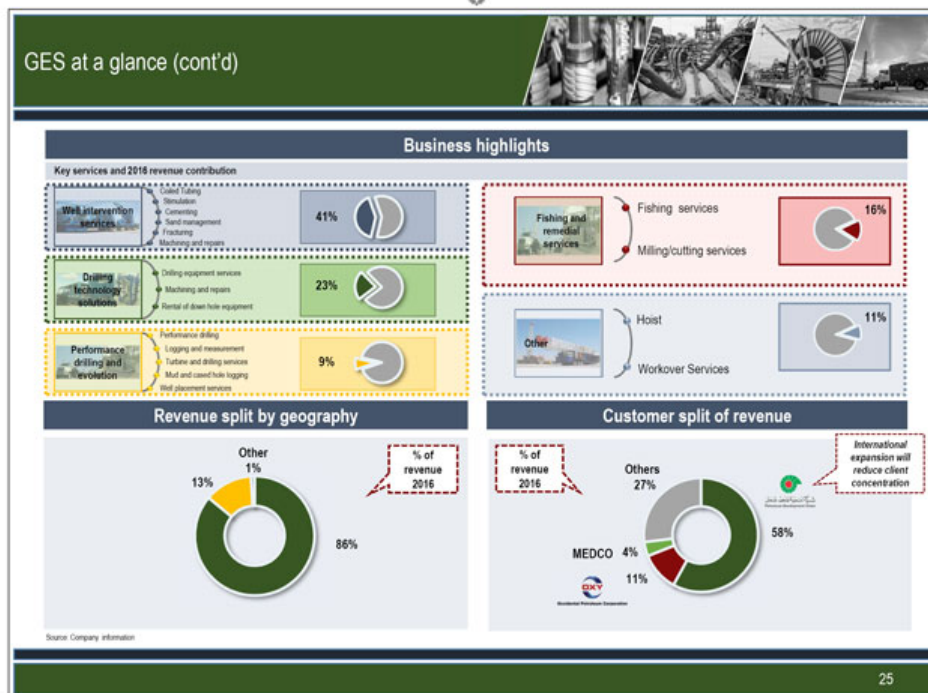 GES at a glance (cont'd)
Business highlights
Key services and 2016 revenue contribution
Well intervention
services
Coiled Tubing
Stimulation
Cementing
Sand management
Fracturing
Machining and repairs
41%
Drilling
technology
solutions
Drilling equipment services
Machining and repairs
Rental of down hole equipment
23%
Performance
drilling and
evolution
Performance drilling
Logging and measurement
Turbine and drilling services
Mud and cased hole logging
Well placement services
9%
Fishing and
remedial
services
Fishing services
Milling/cutting services
16%
Other
Hoist
Workover Services
11%
Revenue split by geography
% of
revenue
2016
Other
1%
13%
86%
Customer split of revenue
% of
revenue
2016
International
expansion will
reduce client
concentration
Others
27%
Petroleum Development Oman
58%
MEDCO 4%
11%
OXY
Occidental Petroleum Corporation
Source: Company information
25